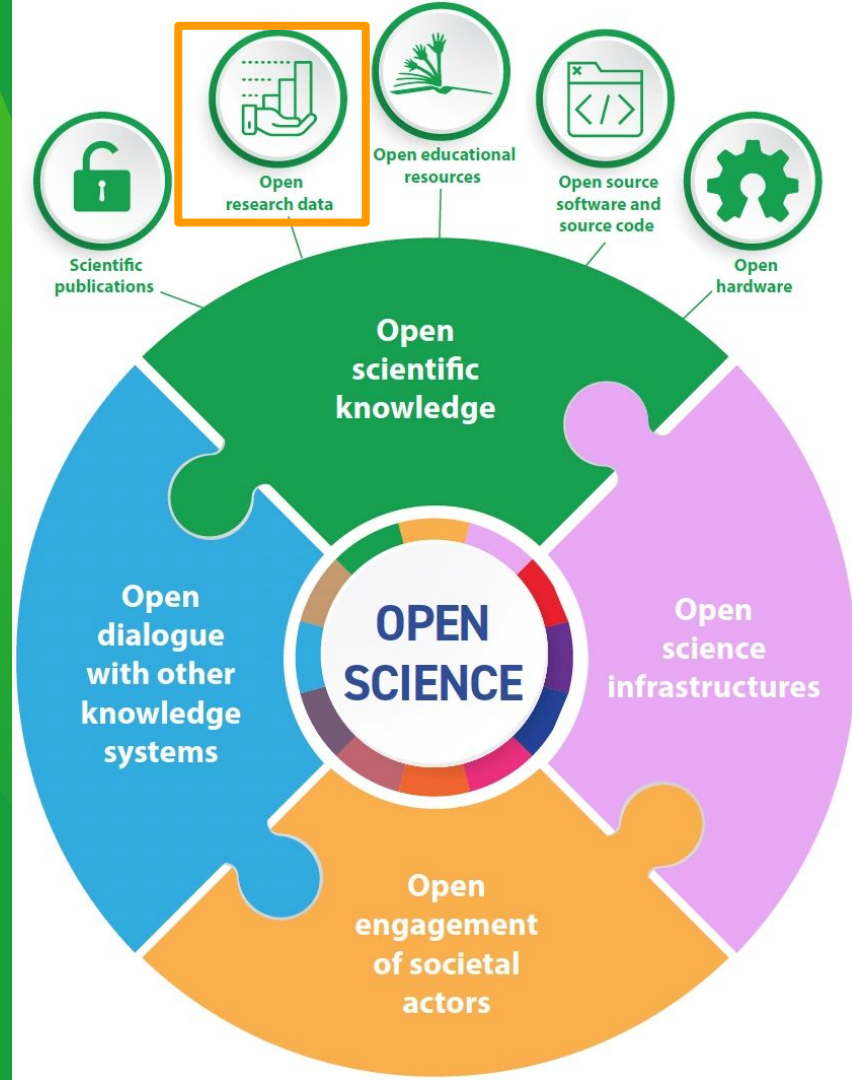 Scientific
publications
Open
research data
Open educational
resources
</>
Open source
software and
source code
Open
hardware
Open
scientific
knowledge
Open
dialogue
with other
knowledge
systems
OPEN
SCIENCE
Open
science
infrastructures
Open
engagement
of societal
actors